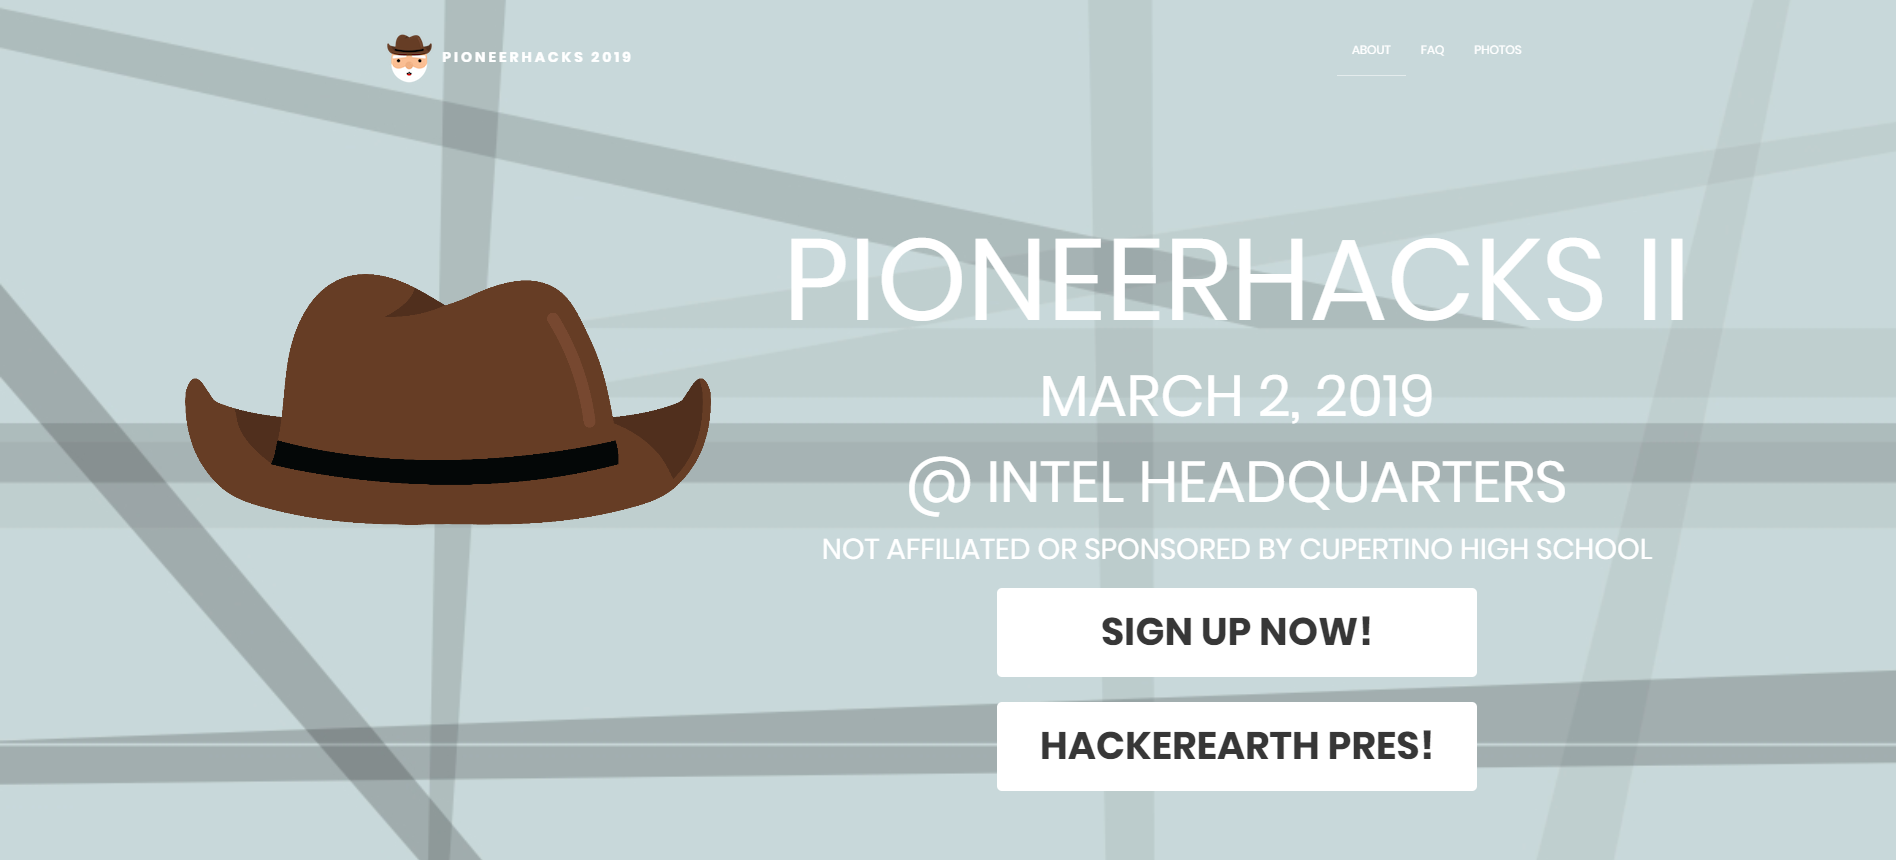 PIONEERHACKS 2019
ABOUT FAQ PHOTOS
PIONEERHACKS II
MARCH 2, 2019
@ INTEL HEADQUARTERS
NOT AFFILIATED OR SPONSORED BY CUPERTINO HIGH SCHOOL
SIGN UP NOW!
HACKEREARTH PRES!